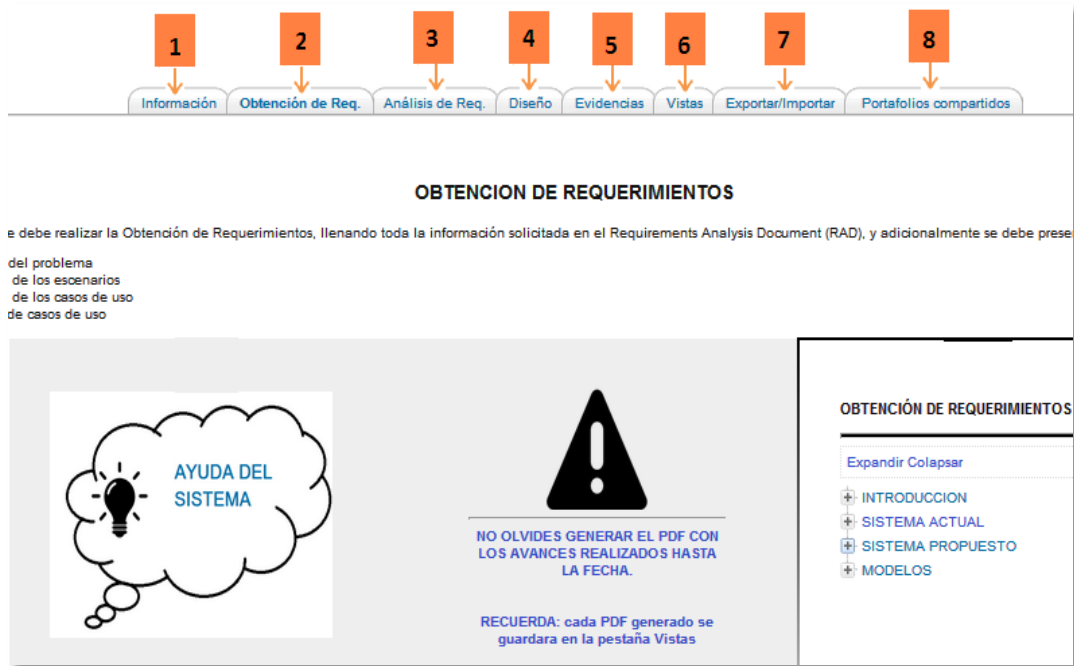 1 2 3 4 5 6 7 8
Información Obtención de Req. Análisis de Req. Diseño Evidencias Vistas Exportar/Importar Portafolios compartidos
OBTENCION DE REQUERIMIENTOS
e debe realizar la Obtención de Requerimientos, llenando toda la información solicitada en el Requirements Analysis Document (RAD), y adicionalmente se debe prese
del problema
de los escenarios
de los casos de uso
de casos de uso
AYUDA DEL
SISTEMA
NO OLVIDES GENERAR EL PDF CON
LOS AVANCES REALIZADOS HASTA
LA FECHA.
RECUERDA: cada PDF generado se
guardara en la pestaña Vistas
OBTENCIÓN DE REQUERIMIENTOS
Expandir Colapsar
INTRODUCCION
SISTEMA ACTUAL
SISTEMA PROPUESTO
MODELOS